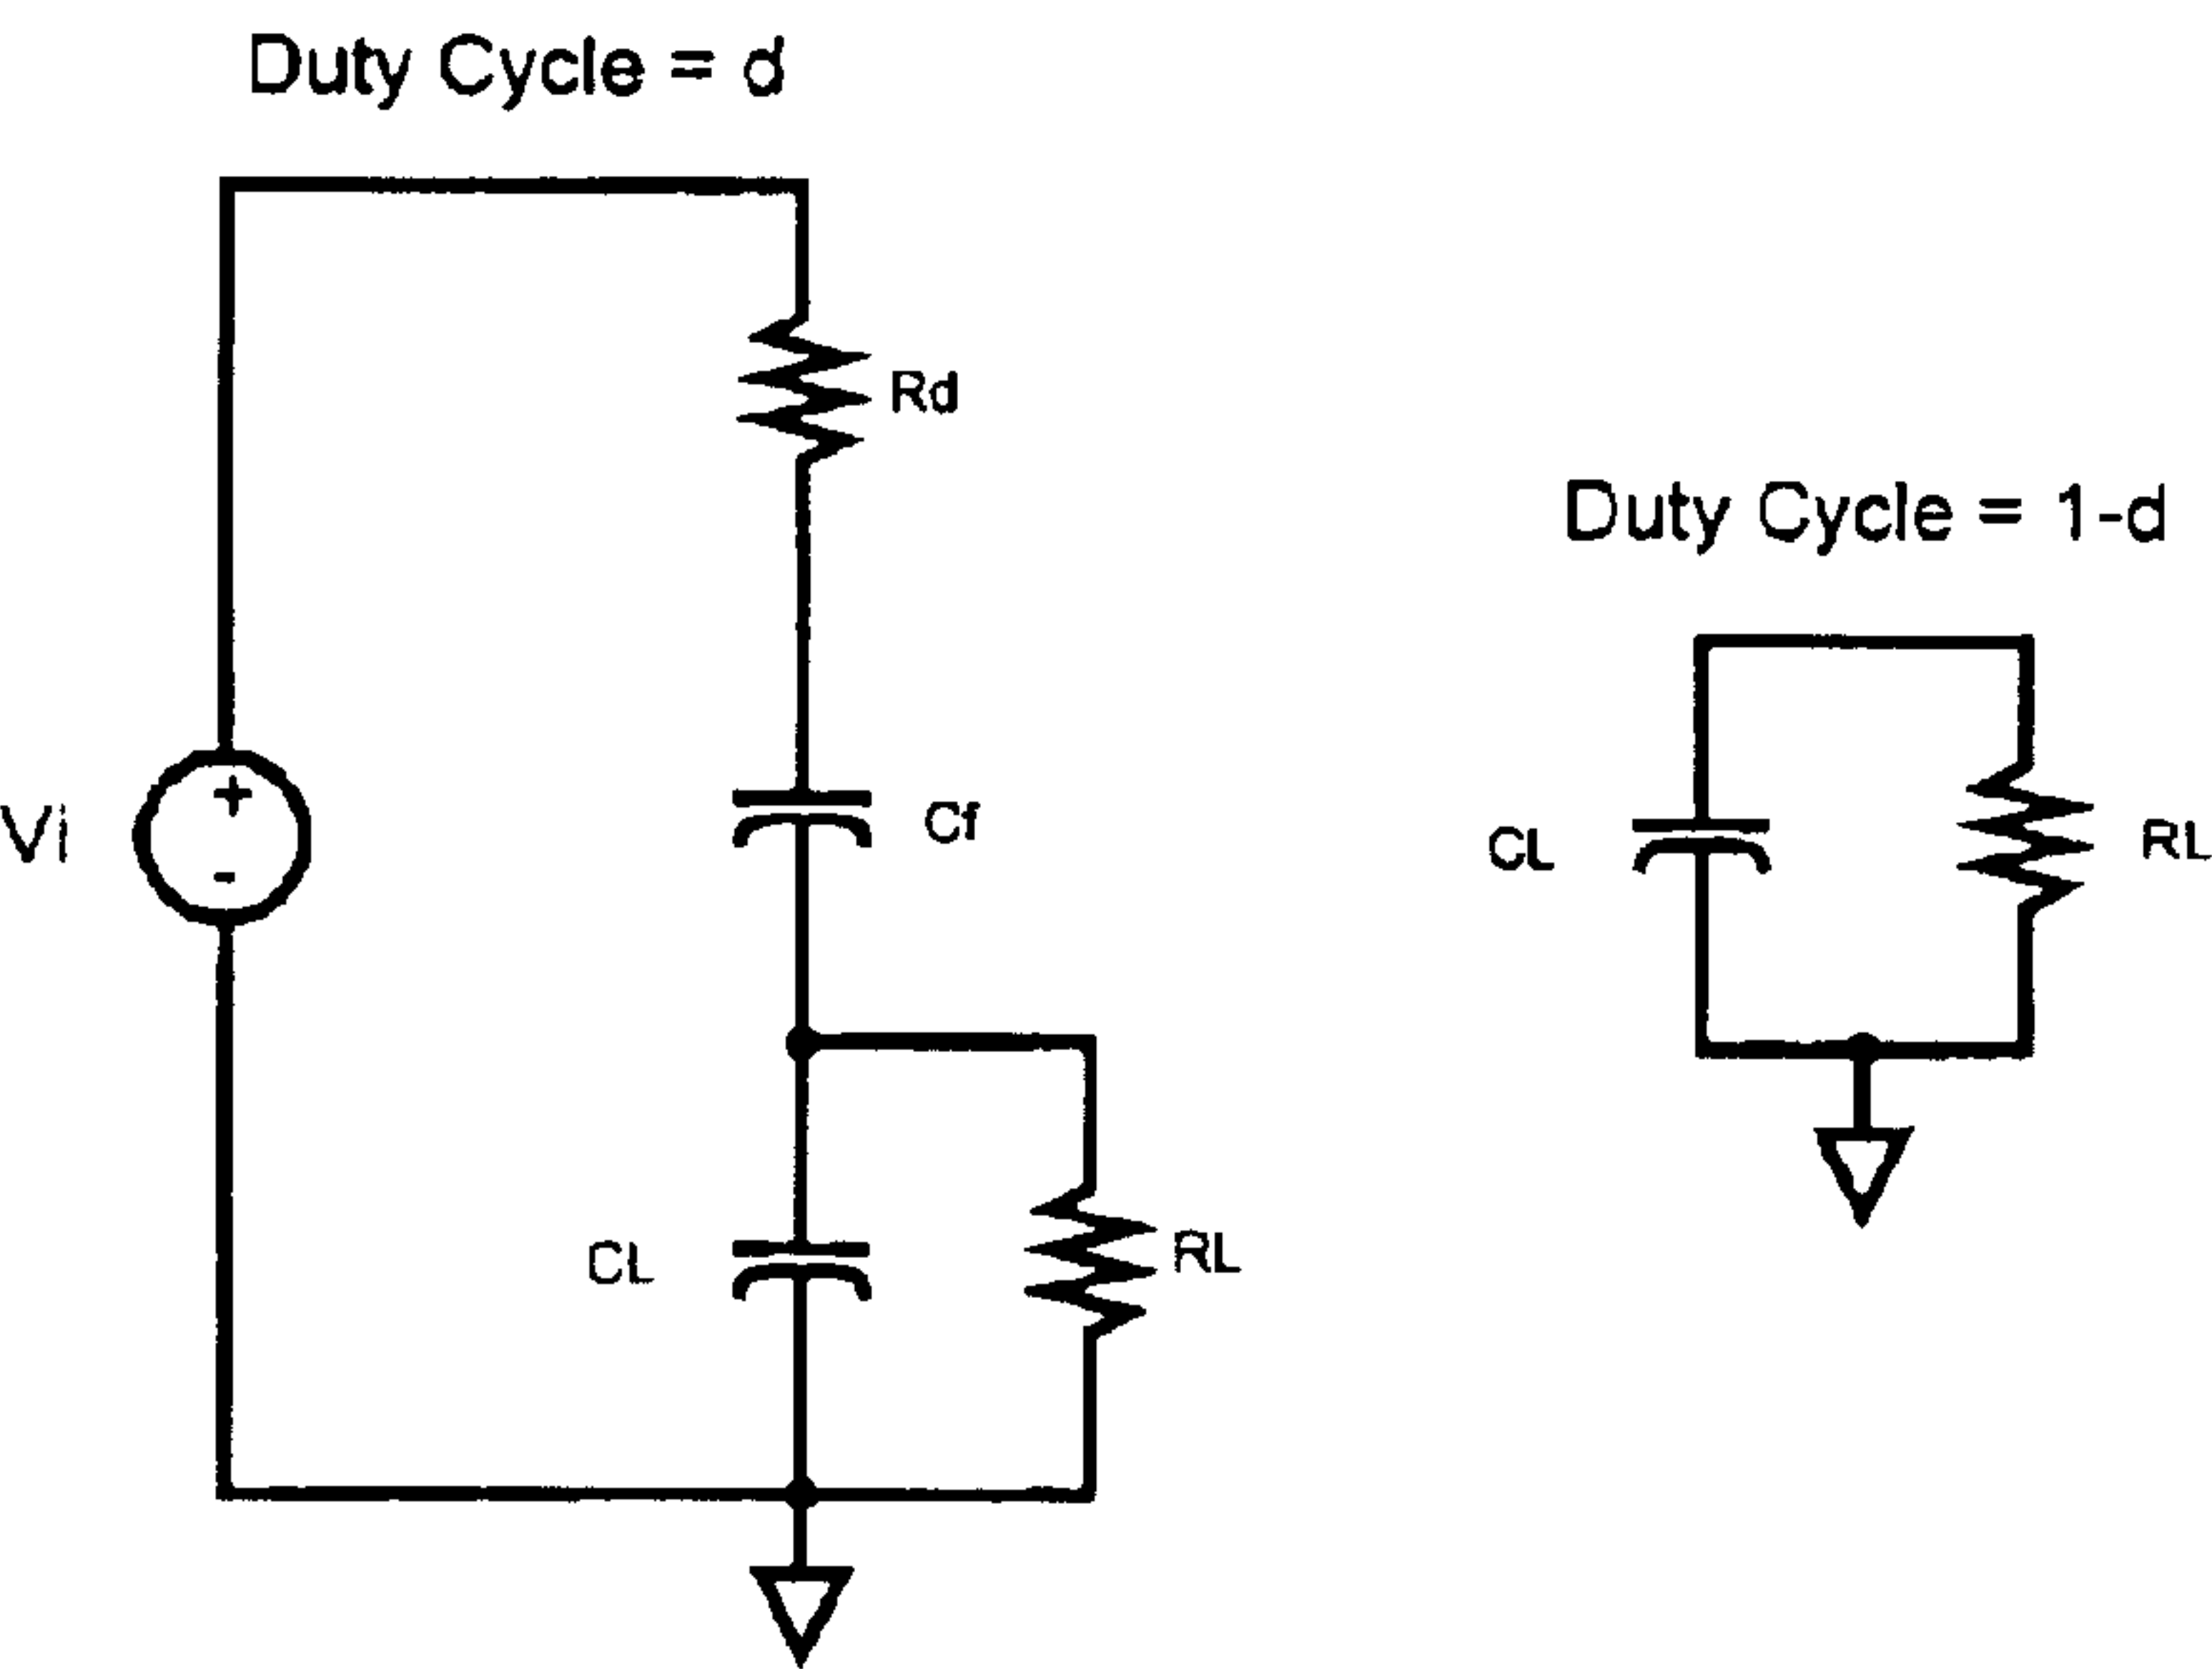 Duty Cycle = d
Rd
Duty Cycle = 1-d
Vi
+
-
Cf
CL
RL
CL
RL